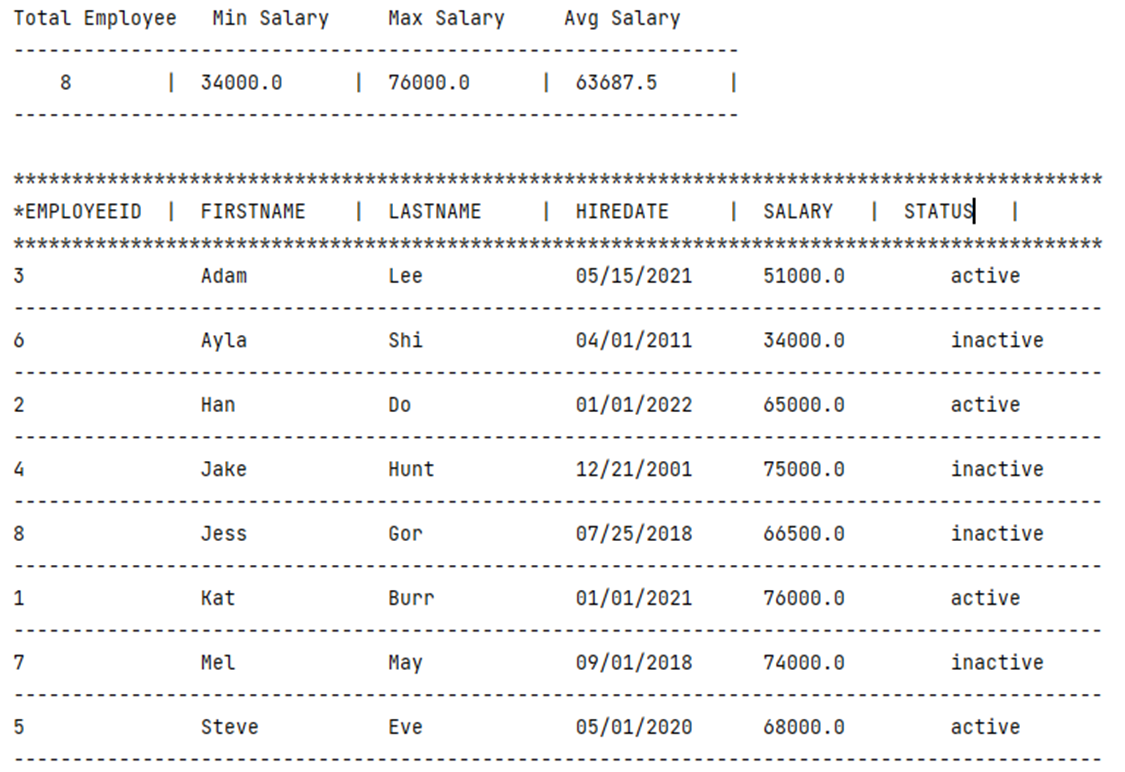 Total Employee   Min Salary     Max Salary     Avg Salary
--------------------------------------------------------------
    8        |  34000.0      |  76000.0      |  63687.5      |
--------------------------------------------------------------
*********************************************************************************************
*EMPLOYEEID  |  FIRSTNAME    |  LASTNAME     |  HIREDATE     |  SALARY   |  STATUS   |
*********************************************************************************************
3               Adam            Lee             05/15/2021      51000.0         active
---------------------------------------------------------------------------------------------
6               Ayla            Shi             04/01/2011      34000.0         inactive
---------------------------------------------------------------------------------------------
2               Han             Do              01/01/2022      65000.0         active
---------------------------------------------------------------------------------------------
4               Jake            Hunt            12/21/2001      75000.0         inactive
---------------------------------------------------------------------------------------------
8               Jess            Gor             07/25/2018      66500.0         inactive
---------------------------------------------------------------------------------------------
1               Kat             Burr            01/01/2021      76000.0         active
---------------------------------------------------------------------------------------------
7               Mel             May             09/01/2018      74000.0         inactive
---------------------------------------------------------------------------------------------
5               Steve           Eve             05/01/2020      68000.0         active
---------------------------------------------------------------------------------------------